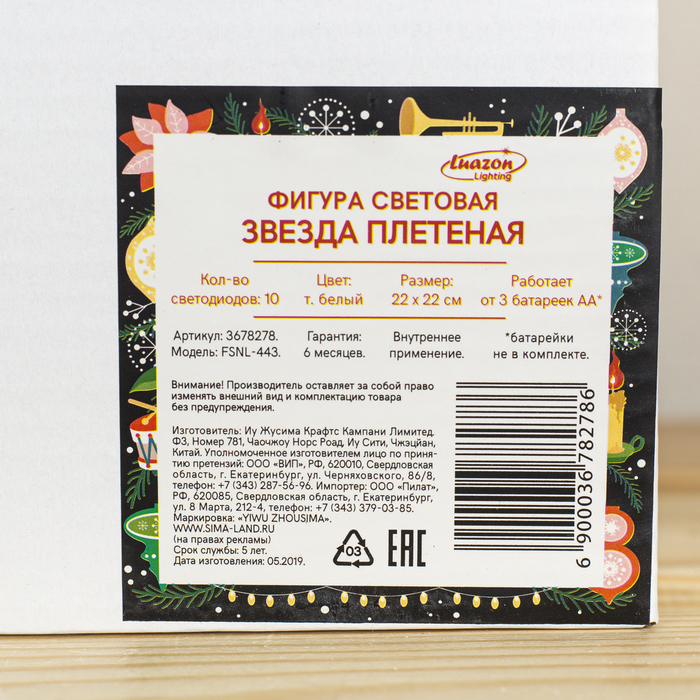 Luazon
Lighting
ФИГУРА СВЕТОВАЯ
ЗВЕЗДА ПЛЕТЕНАЯ
Кол-во
светодиодов: 10
Цвет:
т. белый
Размер:
22 x 22 см
Работает
от 3 батареек АА*
Артикул: 3678278.
Модель: FSNL-443.
Гарантия:
6 месяцев.
Внутреннее
применение.
*батарейки
не в комплекте.
Внимание! Производитель оставляет за собой право
изменять внешний вид и комплектацию товара
без предупреждения.
Изготовитель: Иу Жусима Крафтс Кампани Лимитед.
ФЗ, Номер 781, Чаочжоу Норс Роад, Иу Сити, Чжэцйан,
Китай. Уполномоченное изготовителем лицо по приня-
тию претензий: ООО «ВИП», РФ, 620010, Свердловская
область, г. Екатеринбург, ул. Черняховского, 86/8,
телефон: +7 (343) 287-56-96. Импортер: ООО «Пилат»,
РФ, 620085, Свердловская область, г. Екатеринбург,
ул. 8 Марта, 212-4, телефон: +7 (343) 379-03-85.
Маркировка: «YIWU ZHOUSIMA».
WWW.SIMA-LAND.RU
(на правах рекламы)
Срок службы: 5 лет.
Дата изготовления: 05.2019.
03
EAC
6 900036 782786